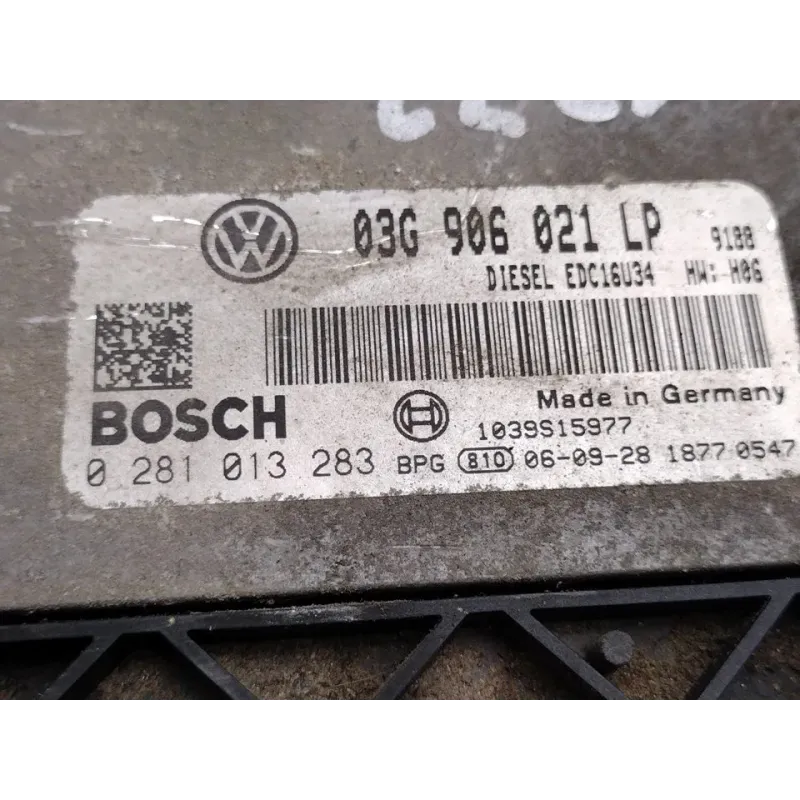 03G 906 021 LP 9188
DIESEL EDC16U34 HW: H06
Made in Germany
BOSCH
1039S15977
0 281 013 283 BPG 810 06-09-28 1877 0547